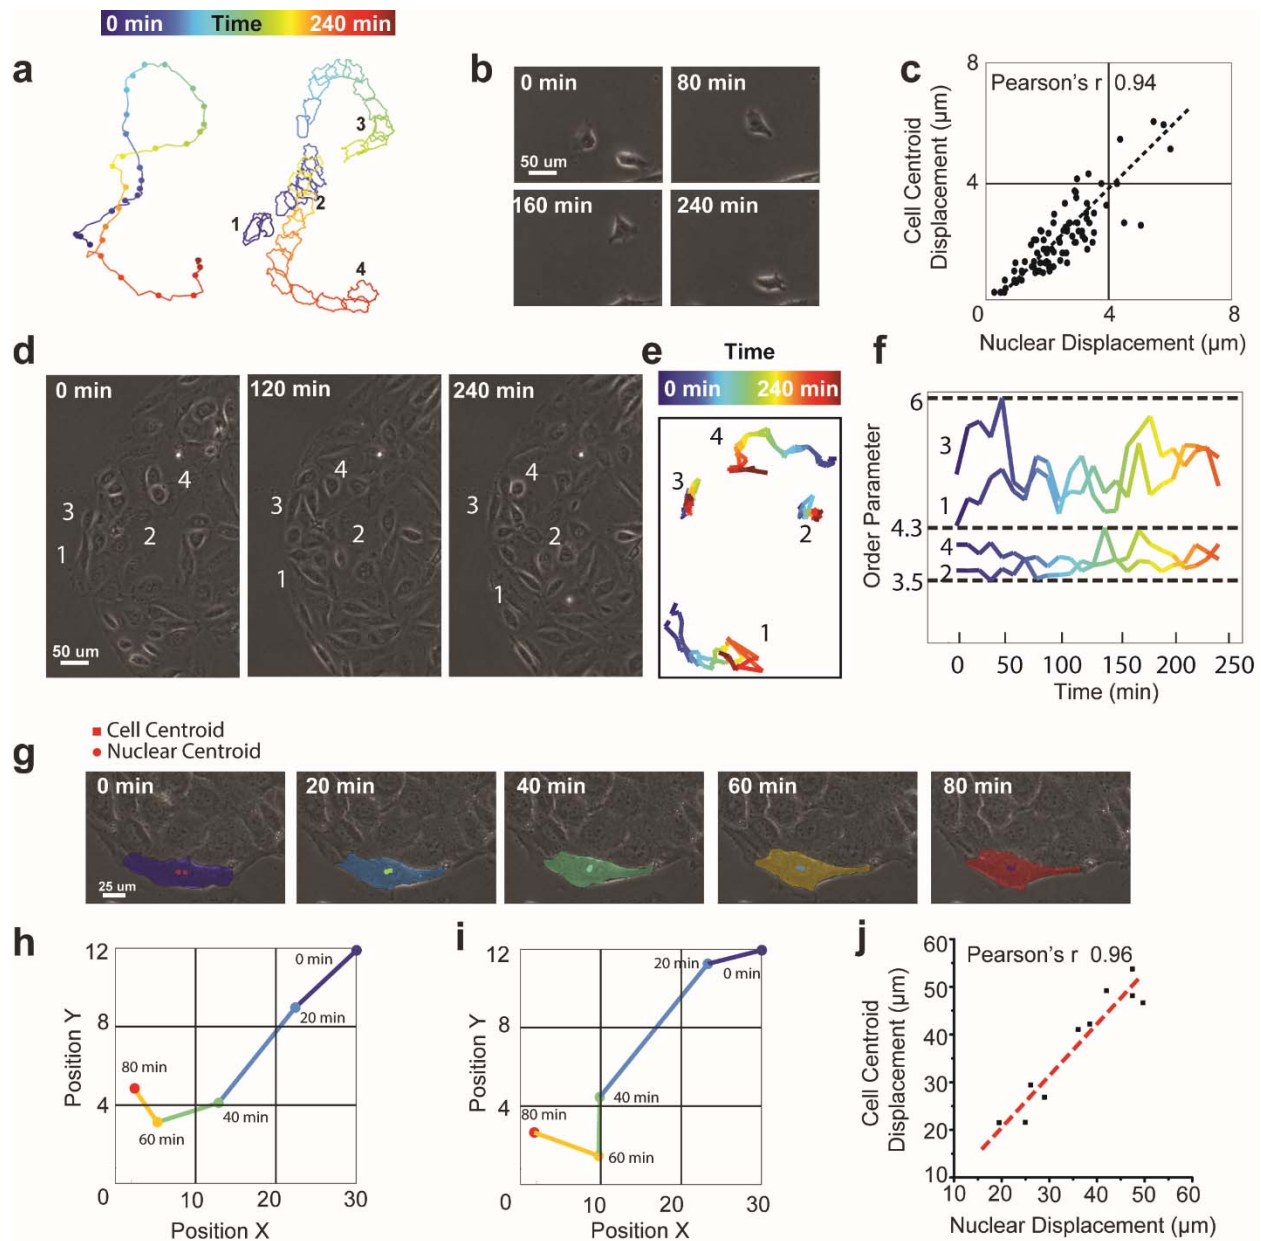 0 min Time 240 min
a
3
2
1
4
b
0 min
80 min
50 um
160 min
240 min
c
8
Pearson's r 0.94
4
Cell Centroid
Displacement (µm)
0
4
8
Nuclear Displacement (µm)
d
0 min
120 min
240 min
4
3
2
1
4
3
2
1
4
3
2
1
50 um
e
Time
0 min 240 min
4
3
2
1
f
6
3
1
4.3
4
2
3.5
Order Parameter
0 50 100 150 200 250
Time (min)
Cell Centroid
Nuclear Centroid
g
0 min
20 min
40 min
60 min
80 min
25 um
h
12
8
4
0
Position Y
0 min
20 min
80 min
40 min
60 min
10 20 30
Position X
i
12
8
4
0
Position Y
20 min
0 min
40 min
80 min
60 min
10 20 30
Position X
j
60
50
40
30
20
10
Pearson's r 0.96
Cell Centroid
Displacement (µm)
10 20 30 40 50 60
Nuclear Displacement (µm)